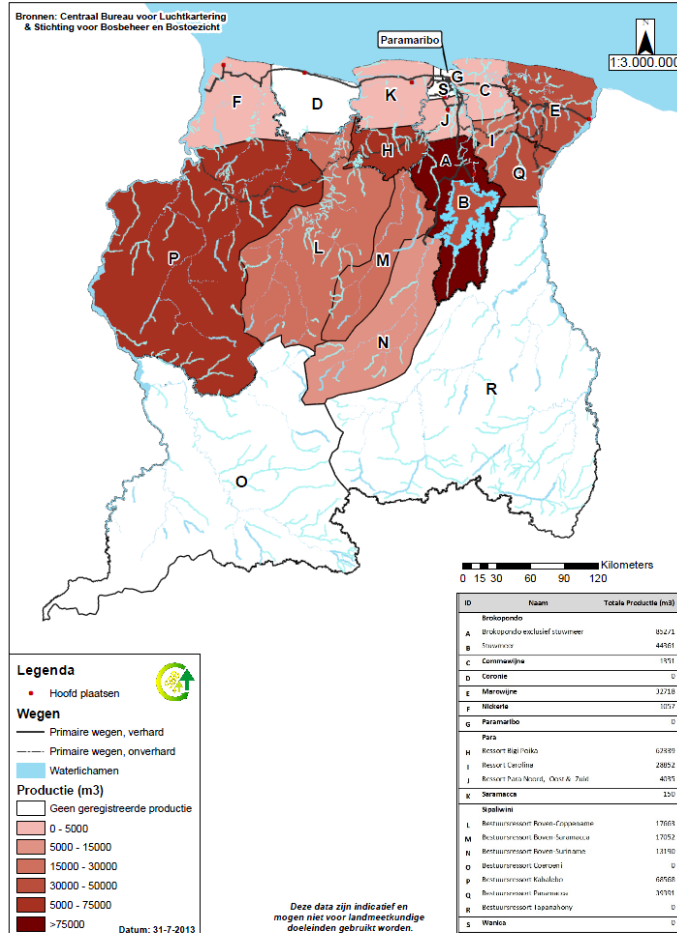 Bronnen: Centraal Bureau voor Luchtkartering
& Stichting voor Bosbeheer en Bostoezicht
N
1:3.000.000
Paramaribo
F
D
K
G
S
C
J
E
I
H
A
Q
B
P
L
M
N
R
O
Kilometers
0 15 30 60 90 120
ID Naam Totale Productie (m3)
Brokopondo
A Brokopondo exclusief stuwmeer 85271
B Stuwmeer 44361
C Commewijne 1351
D Coronie 0
E Marowijne 32718
F Nickerie 1057
G Paramaribo 0
Para
H Ressort Bigi Poika 62339
I Ressort Carolina 28852
J Ressort Para Noord, Oost & Zuid 4035
K Saramacca 150
Sipaliwini
L Bestuursressort Boven-Coppename 17663
M Bestuursressort Boven-Saramacca 17052
N Bestuursressort Boven-Suriname 13190
O Bestuursressort Coeroeni 0
P Bestuursressort Kabalebo 68568
Q Bestuursressort Paramacca 39391
R Bestuursressort Tapanahony 0
S Wanica 0
Legenda
Hoofd plaatsen
Wegen
Primaire wegen, verhard
Primaire wegen, onverhard
Waterlichamen
Productie (m3)
Geen geregistreerde productie
0 - 5000
5000 - 15000
15000 - 30000
30000 - 50000
5000 - 75000
>75000
Datum: 31-7-2013
Deze data zijn indicatief en
mogen niet voor landmeetkundige
doeleinden gebruikt worden.